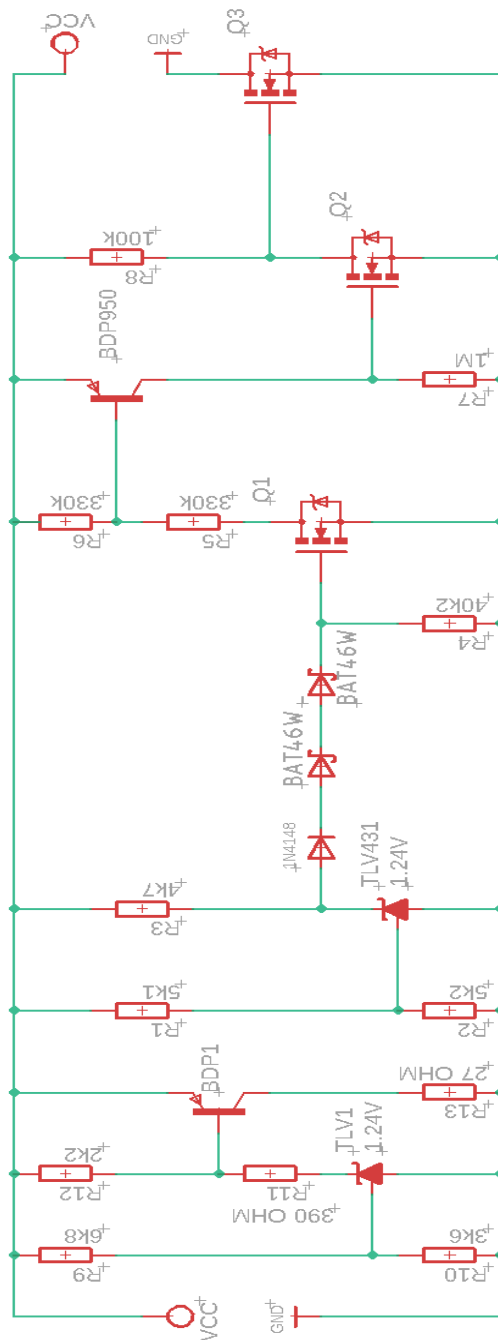 VCC
GND
Q3
100k
R8
Q2
BDP950
1M
R7
330k
R6
330k
R5
Q1
40k2
R4
BAT46W
BAT46W
1N4148
4k7
R3
TLV431
1.24V
5k1
R1
5k2
R2
BDP1
27 OHM
R13
2k2
R12
R11
390 OHM
TLV1
1.24V
6k8
R9
3k6
R10
VCC
GND